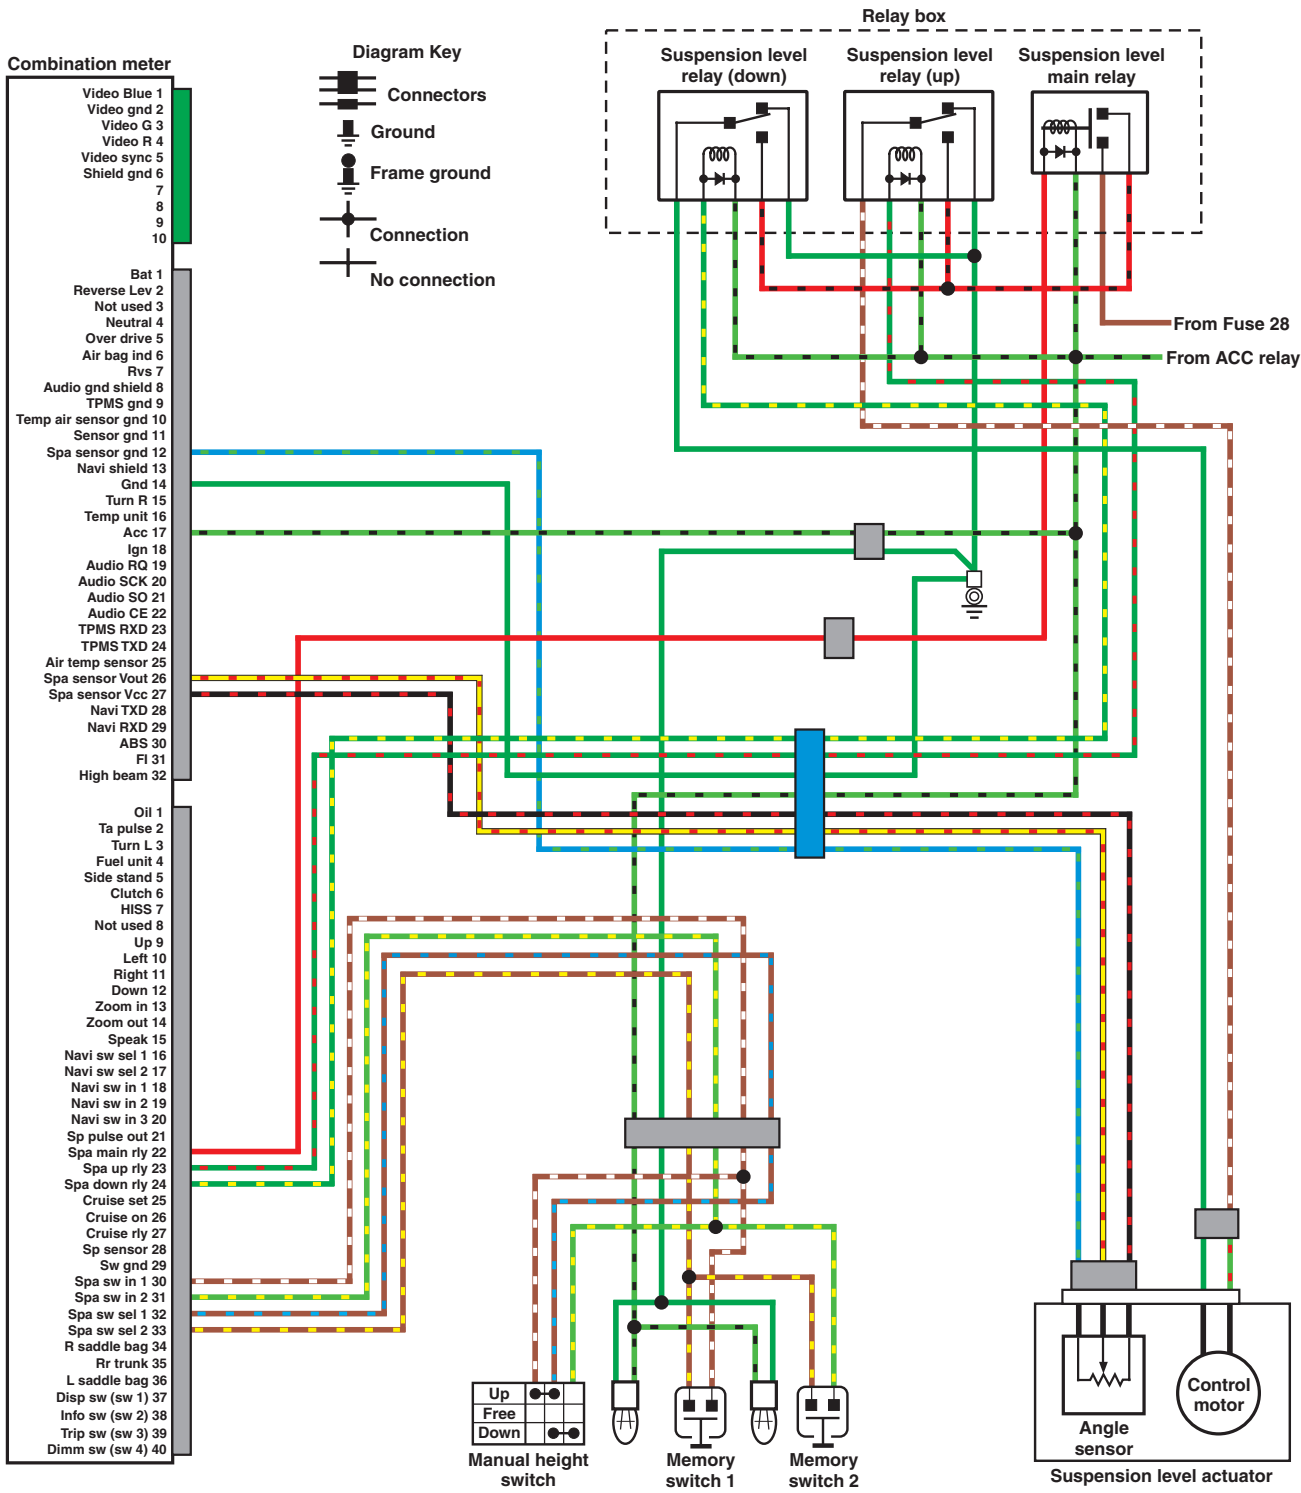 Relay box
Diagram Key
Connectors
Ground
Frame ground
Connection
No connection
Suspension level
relay (down)
Suspension level
relay (up)
Suspension level
main relay
From Fuse 28
From ACC relay
Combination meter
Video Blue 1
Video gnd 2
Video G 3
Video R 4
Video sync 5
Shield gnd 6
7
8
9
10
Bat 1
Reverse Lev 2
Not used 3
Neutral 4
Over drive 5
Air bag ind 6
Rvs 7
Audio gnd shield 8
TPMS gnd 9
Temp air sensor gnd 10
Sensor gnd 11
Spa sensor gnd 12
Navi shield 13
Gnd 14
Turn R 15
Temp unit 16
Acc 17
Ign 18
Audio RQ 19
Audio SCK 20
Audio SO 21
Audio CE 22
TPMS RXD 23
TPMS TXD 24
Air temp sensor 25
Spa sensor Vout 26
Spa sensor Vcc 27
Navi TXD 28
Navi RXD 29
ABS 30
FI 31
High beam 32
Oil 1
Ta pulse 2
Turn L 3
Fuel unit 4
Side stand 5
Clutch 6
HISS 7
Not used 8
Up 9
Left 10
Right 11
Down 12
Zoom in 13
Zoom out 14
Speak 15
Navi sw sel 1 16
Navi sw sel 2 17
Navi sw in 1 18
Navi sw in 2 19
Navi sw in 3 20
Sp pulse out 21
Spa main rly 22
Spa up rly 23
Spa down rly 24
Cruise set 25
Cruise on 26
Cruise rly 27
Sp sensor 28
Sw gnd 29
Spa sw in 1 30
Spa sw in 2 31
Spa sw sel 1 32
Spa sw sel 2 33
R saddle bag 34
Rr trunk 35
L saddle bag 36
Disp sw (sw 1) 37
Info sw (sw 2) 38
Trip sw (sw 3) 39
Dimm sw (sw 4) 40
Up
Free
Down
Manual height
switch
Memory
switch 1
Memory
switch 2
Angle
sensor
Control
motor
Suspension level actuator